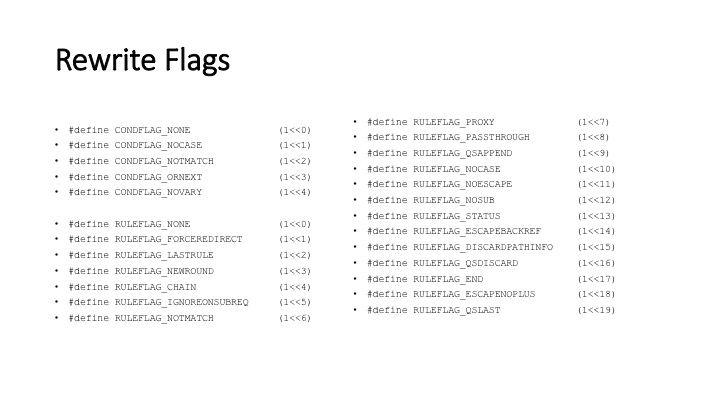 Rewrite Flags
• #define CONDFLAG_NONE (1<<0)
• #define CONDFLAG_NOCASE (1<<1)
• #define CONDFLAG_NOTMATCH (1<<2)
• #define CONDFLAG_ORNEXT (1<<3)
• #define CONDFLAG_NOVARY (1<<4)
• #define RULEFLAG_NONE (1<<0)
• #define RULEFLAG_FORCEREDIRECT (1<<1)
• #define RULEFLAG_LASTRULE (1<<2)
• #define RULEFLAG_NEWROUND (1<<3)
• #define RULEFLAG_CHAIN (1<<4)
• #define RULEFLAG_IGNOREONSUBREQ (1<<5)
• #define RULEFLAG_NOTMATCH (1<<6)
• #define RULEFLAG_PROXY (1<<7)
• #define RULEFLAG_PASSTHROUGH (1<<8)
• #define RULEFLAG_QSAPPEND (1<<9)
• #define RULEFLAG_NOCASE (1<<10)
• #define RULEFLAG_NOESCAPE (1<<11)
• #define RULEFLAG_NOSUB (1<<12)
• #define RULEFLAG_STATUS (1<<13)
• #define RULEFLAG_ESCAPEBACKREF (1<<14)
• #define RULEFLAG_DISCARDPATHINFO (1<<15)
• #define RULEFLAG_QSDISCARD (1<<16)
• #define RULEFLAG_END (1<<17)
• #define RULEFLAG_ESCAPENOPLUS (1<<18)
• #define RULEFLAG_QSLAST (1<<19)